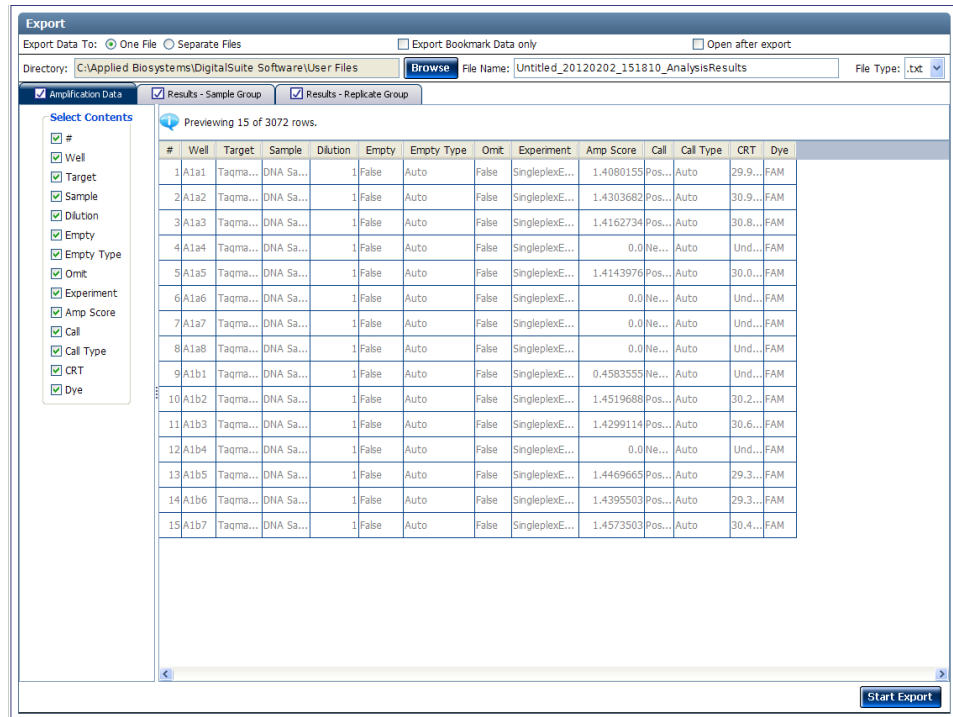 Export
Export Data To: One File Separate Files Export Bookmark Data only Open after export
Directory: C:\Applied Biosystems\DigitalSuite Software\User Files Browse File Name: Untitled_20120202_151810_AnalysisResults File Type: .txt
Amplification Data Results - Sample Group Results - Replicate Group
Select Contents
#
Well
Target
Sample
Dilution
Empty
Empty Type
Omit
Experiment
Amp Score
Call
Call Type
CRT
Dye
Previewing 15 of 3072 rows.
# Well Target Sample Dilution Empty Empty Type Omit Experiment Amp Score Call Call Type CRT Dye
1 A1a1 Taqma... DNA Sa... 1 False Auto False SingleplexE... 1.4080155 Pos... Auto 29.9... FAM
2 A1a2 Taqma... DNA Sa... 1 False Auto False SingleplexE... 1.4303682 Pos... Auto 30.9... FAM
3 A1a3 Taqma... DNA Sa... 1 False Auto False SingleplexE... 1.4162734 Pos... Auto 30.8... FAM
4 A1a4 Taqma... DNA Sa... 1 False Auto False SingleplexE... 0.0 Ne... Auto Und... FAM
5 A1a5 Taqma... DNA Sa... 1 False Auto False SingleplexE... 1.4143976 Pos... Auto 30.0... FAM
6 A1a6 Taqma... DNA Sa... 1 False Auto False SingleplexE... 0.0 Ne... Auto Und... FAM
7 A1a7 Taqma... DNA Sa... 1 False Auto False SingleplexE... 0.0 Ne... Auto Und... FAM
8 A1a8 Taqma... DNA Sa... 1 False Auto False SingleplexE... 0.0 Ne... Auto Und... FAM
9 A1b1 Taqma... DNA Sa... 1 False Auto False SingleplexE... 0.4583555 Ne... Auto Und... FAM
10 A1b2 Taqma... DNA Sa... 1 False Auto False SingleplexE... 1.4519688 Pos... Auto 30.2... FAM
11 A1b3 Taqma... DNA Sa... 1 False Auto False SingleplexE... 1.4299114 Pos... Auto 30.6... FAM
12 A1b4 Taqma... DNA Sa... 1 False Auto False SingleplexE... 0.0 Ne... Auto Und... FAM
13 A1b5 Taqma... DNA Sa... 1 False Auto False SingleplexE... 1.4469665 Pos... Auto 29.3... FAM
14 A1b6 Taqma... DNA Sa... 1 False Auto False SingleplexE... 1.4395503 Pos... Auto 29.3... FAM
15 A1b7 Taqma... DNA Sa... 1 False Auto False SingleplexE... 1.4573503 Pos... Auto 30.4... FAM
Start Export